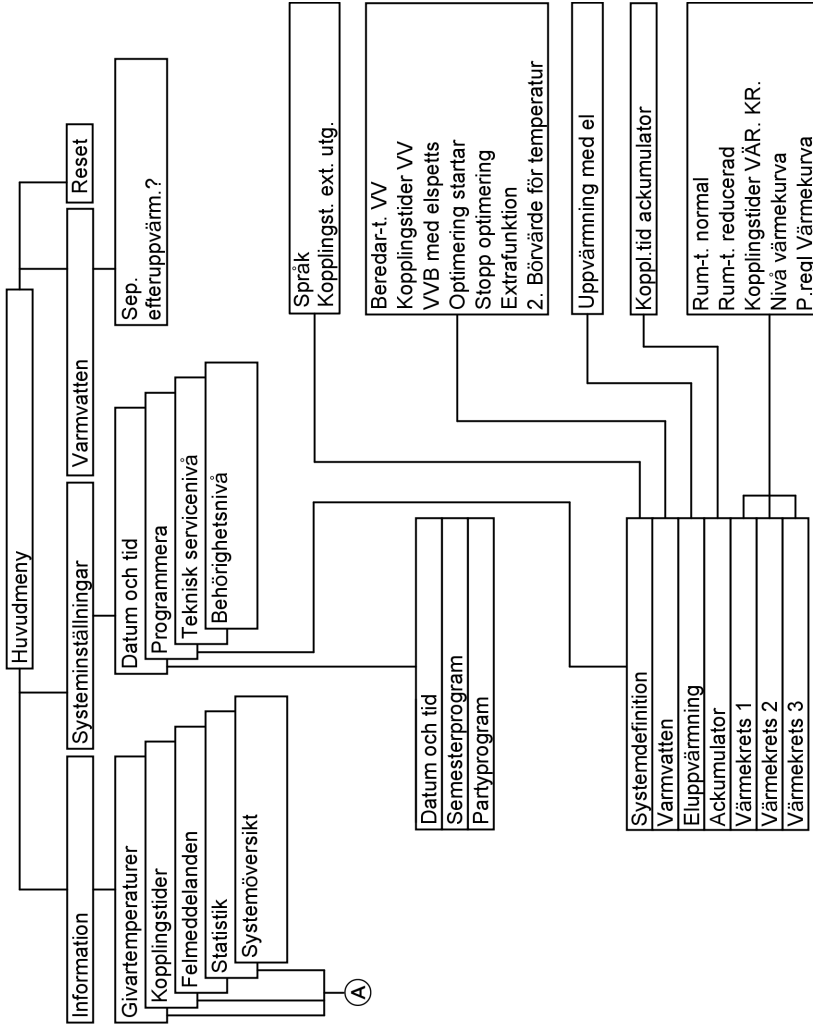 Huvudmeny
Information
Systeminställningar
Varmvatten
Reset
Givartemperaturer
Kopplingstider
Felmeddelanden
Statistik
Systemöversikt
A
Datum och tid
Programmera
Teknisk servicenivå
Behörighetsnivå
Sep.
efteruppvärm.?
Datum och tid
Semesterprogram
Partyprogram
Systemdefinition
Varmvatten
Eluppvärmning
Ackumulator
Värmekrets 1
Värmekrets 2
Värmekrets 3
Språk
Kopplingst. ext. utg.
Beredar-t. VV
Kopplingstider VV
VVB med elspetts
Optimering startar
Stopp optimering
Extrafunktion
2. Börvärde för temperatur
Uppvärmning med el
Koppl.tid ackumulator
Rum-t. normal
Rum-t. reducerad
Kopplingstider VÄR. KR.
Nivå värmekurva
P.regl Värmekurva